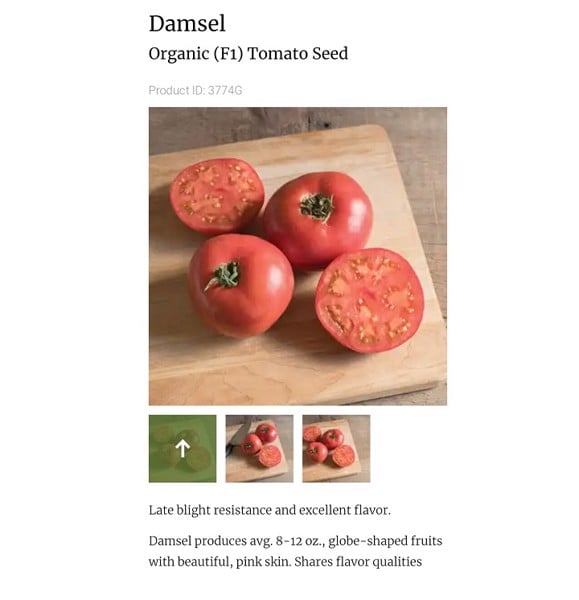 Damsel
Organic (F1) Tomato Seed
Product ID: 3774G
Late blight resistance and excellent flavor.
Damsel produces avg. 8-12 oz., globe-shaped fruits
with beautiful, pink skin. Shares flavor qualities